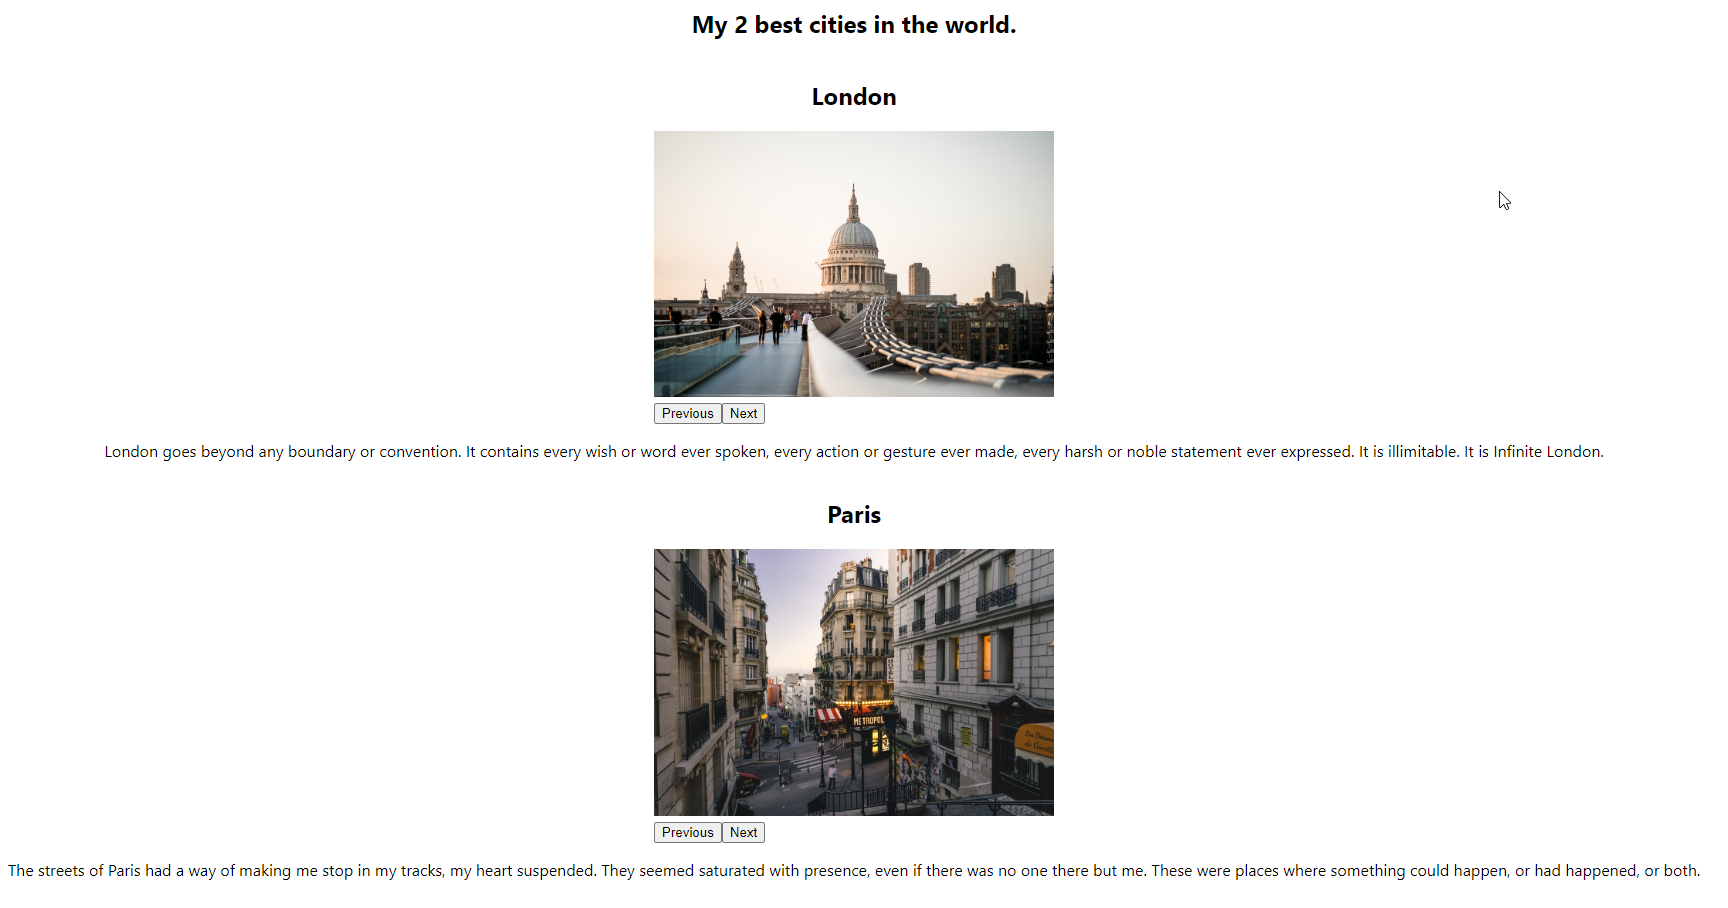 My 2 best cities in the world.
London
Previous Next
London goes beyond any boundary or convention. It contains every wish or word ever spoken, every action or gesture ever made, every harsh or noble statement ever expressed. It is illimitable. It is Infinite London.
Paris
METROPOL
Previous Next
The streets of Paris had a way of making me stop in my tracks, my heart suspended. They seemed saturated with presence, even if there was no one there but me. These were places where something could happen, or had happened, or both.